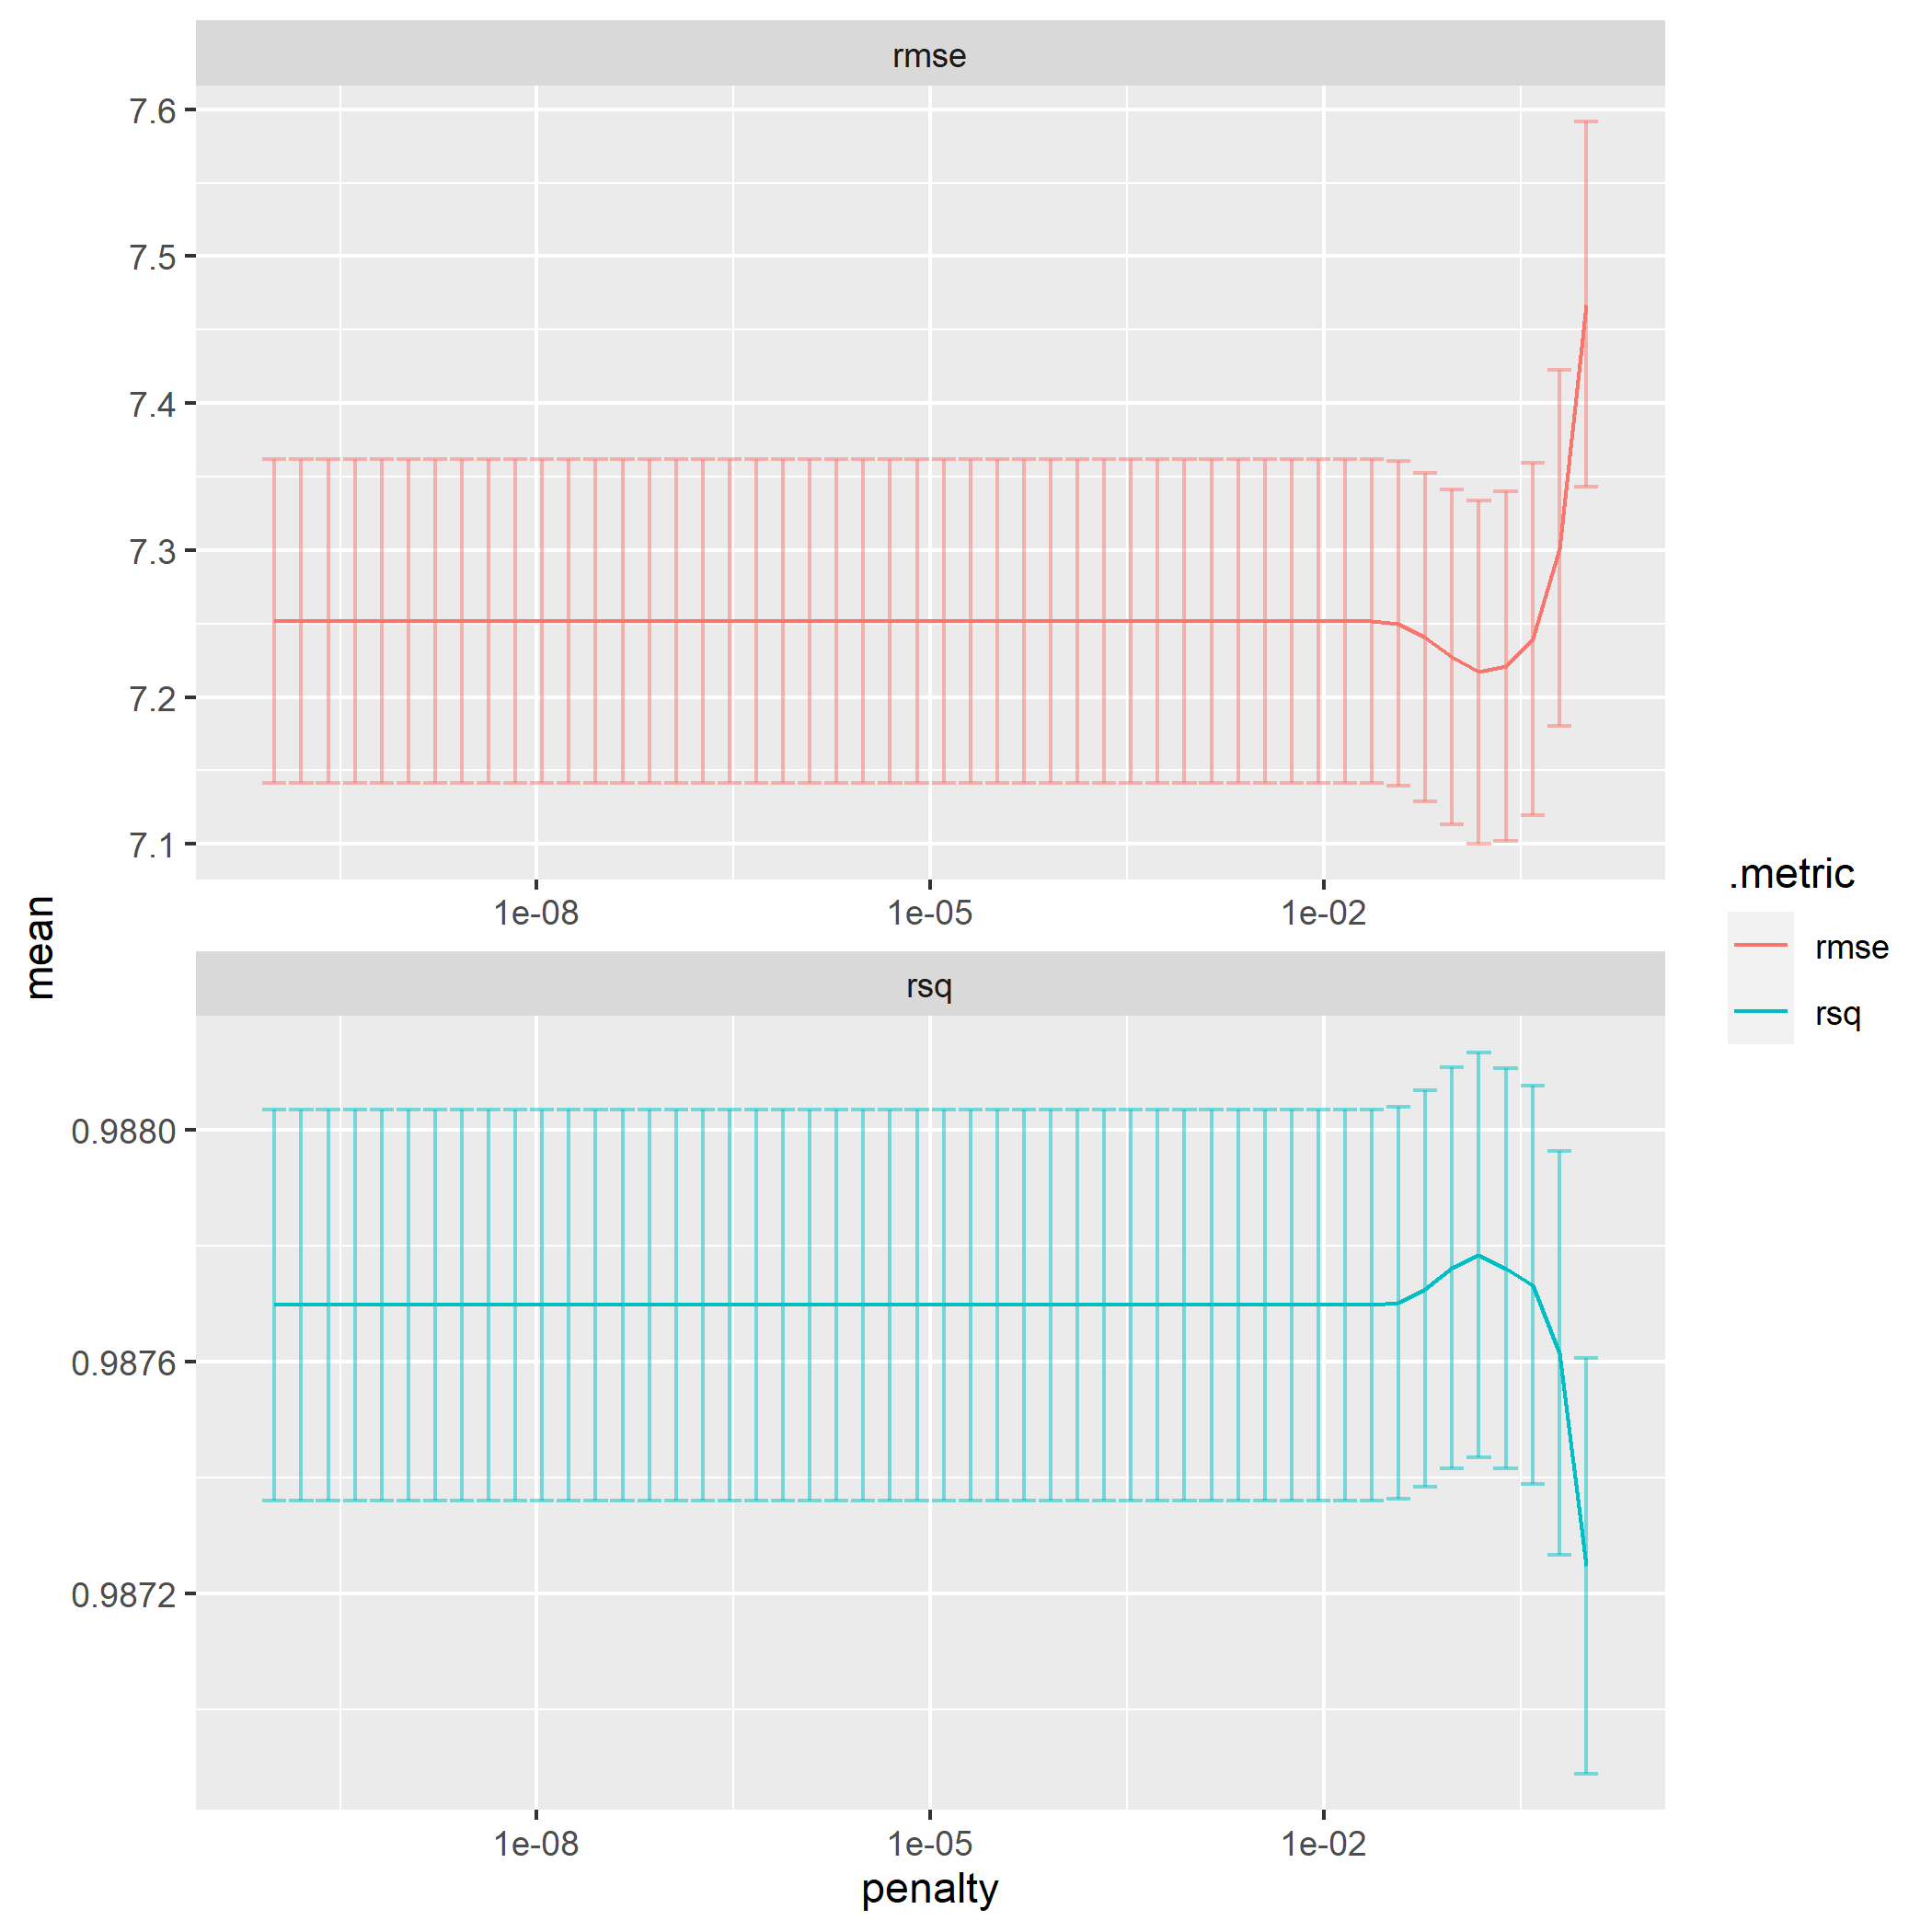 rmse
7.6
7.5
7.4
7.3
7.2
7.1
1e-08 1e-05 1e-02
mean
rsq
0.9880
0.9876
0.9872
1e-08 1e-05 1e-02
penalty
.metric
rmse
rsq